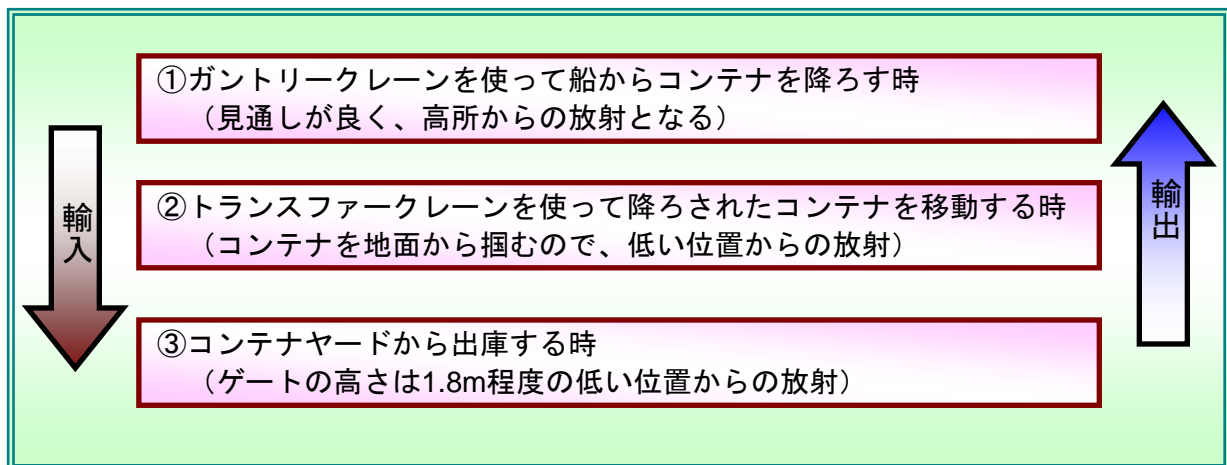 ①ガントリークレーンを使って船からコンテナを降ろす時
（見通しが良く、高所からの放射となる）
輸入
②トランスファークレーンを使って降ろされたコンテナを移動する時
（コンテナを地面から掴むので、低い位置からの放射）
輸出
③コンテナヤードから出庫する時
（ゲートの高さは1.8m程度の低い位置からの放射）